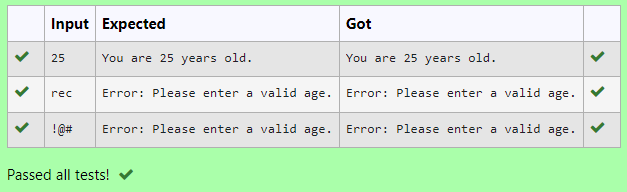 Input Expected Got
25 You are 25 years old. You are 25 years old.
rec Error: Please enter a valid age. Error: Please enter a valid age.
!@# Error: Please enter a valid age. Error: Please enter a valid age.
Passed all tests!